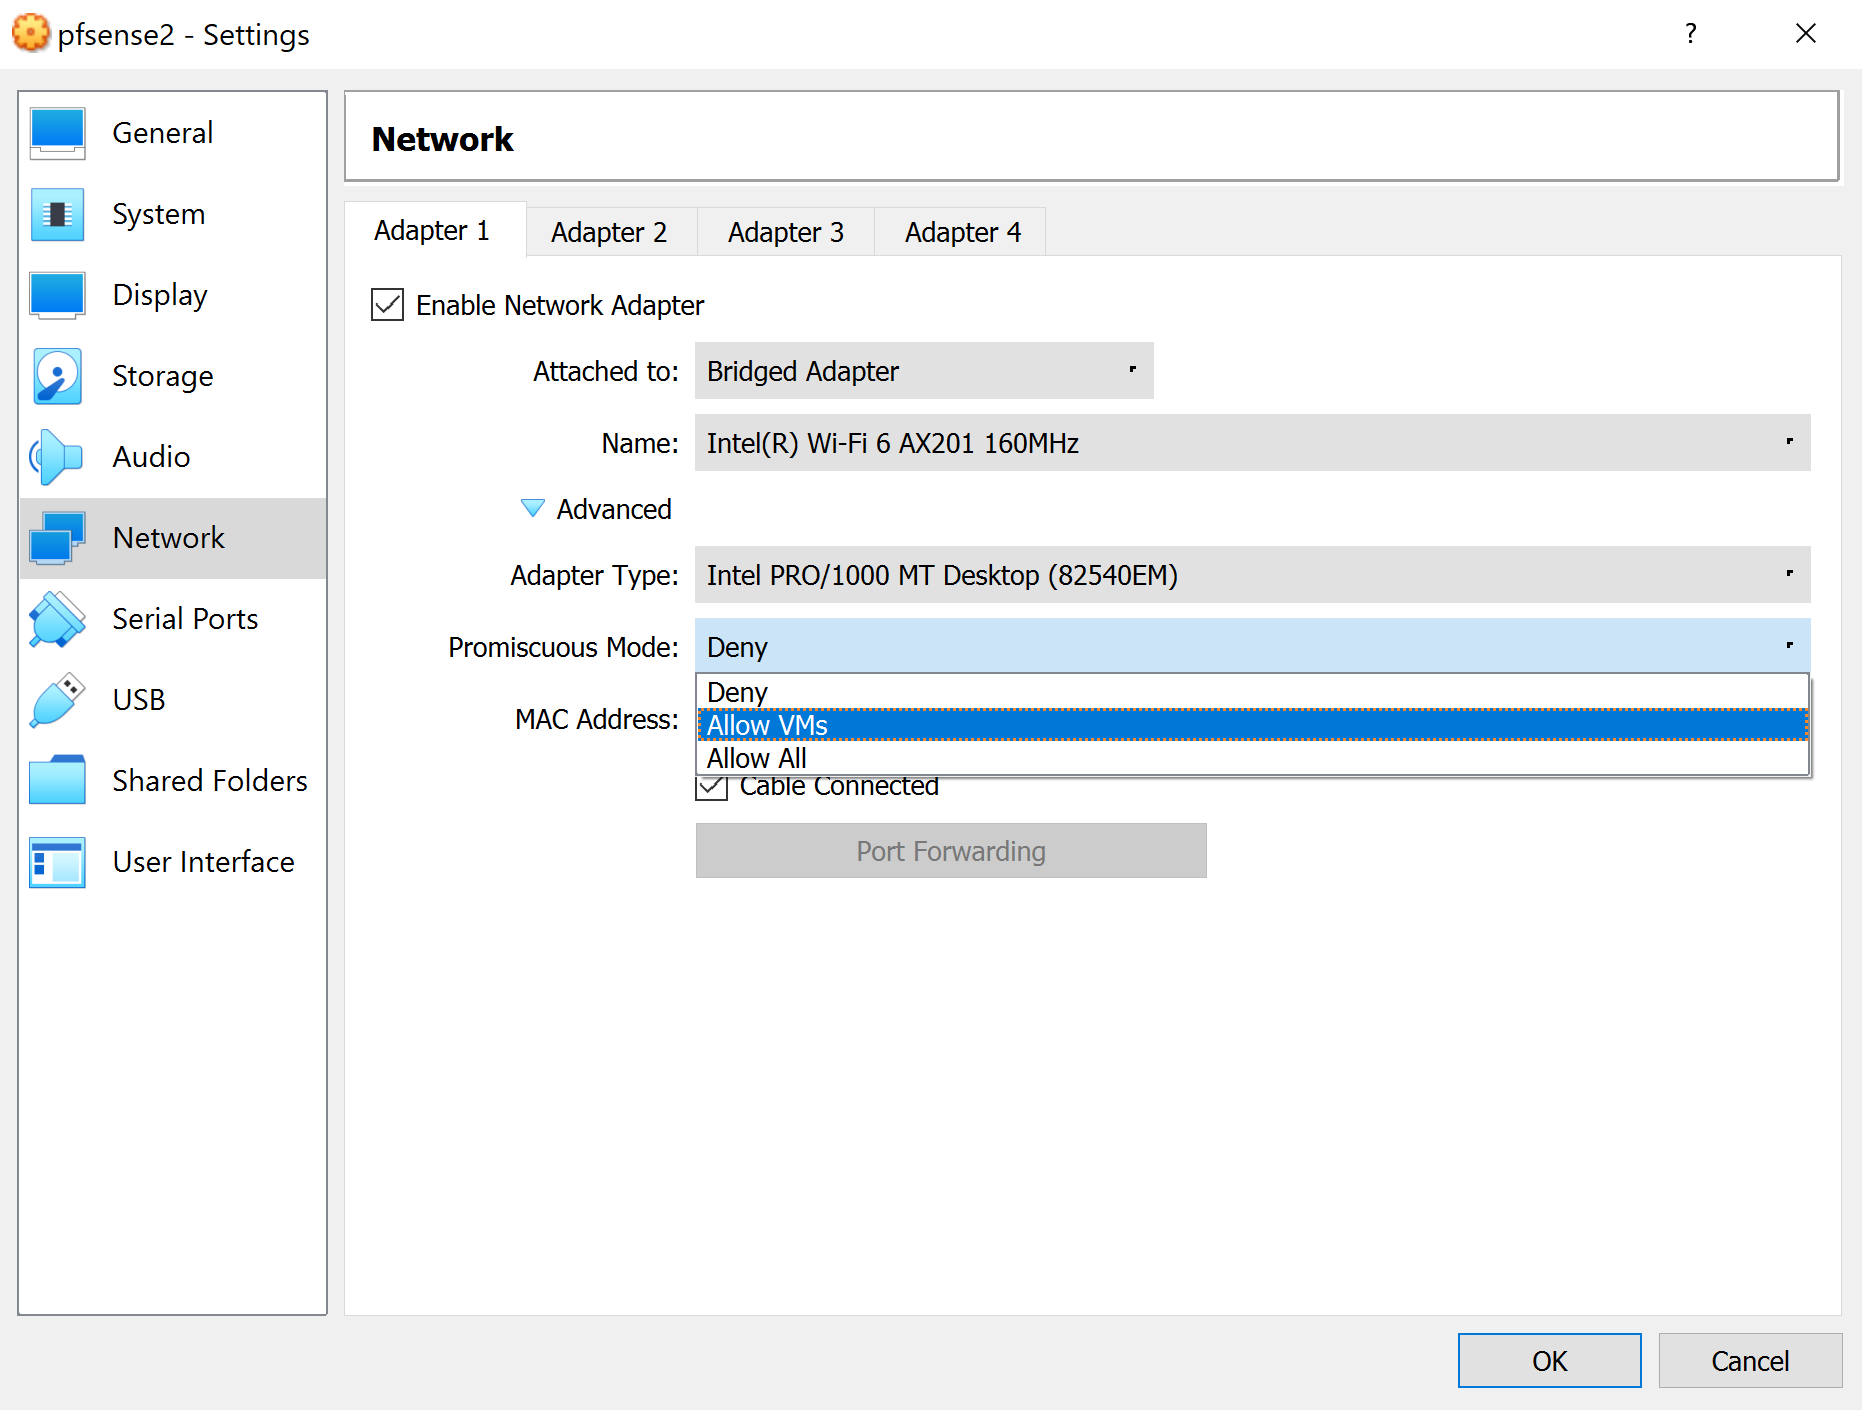 pfsense2 - Settings
?
General
System
Display
Storage
Audio
Network
Serial Ports
USB
Shared Folders
User Interface
Network
Adapter 1
Adapter 2
Adapter 3
Adapter 4
Enable Network Adapter
Attached to: Bridged Adapter
Name: Intel(R) Wi-Fi 6 AX201 160MHz
Advanced
Adapter Type: Intel PRO/1000 MT Desktop (82540EM)
Promiscuous Mode: Deny
Deny
MAC Address:
Allow VMs
Allow All
Cable Connected
Port Forwarding
OK
Cancel